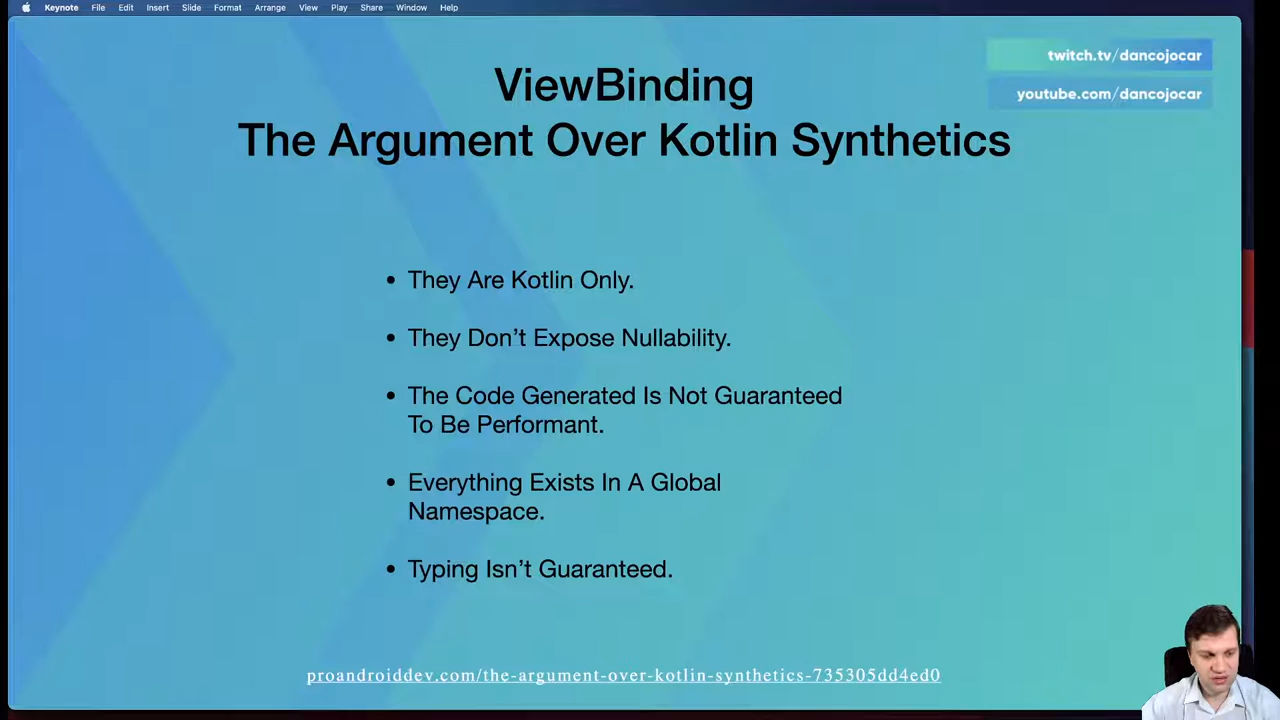 Keynote File Edit Insert Slide Format Arrange View Play Share Window Help
twitch.tv/dancojocar
youtube.com/dancojocar
ViewBinding
The Argument Over Kotlin Synthetics
• They Are Kotlin Only.
• They Don’t Expose Nullability.
• The Code Generated Is Not Guaranteed
To Be Performant.
• Everything Exists In A Global
Namespace.
• Typing Isn’t Guaranteed.
proandroiddev.com/the-argument-over-kotlin-synthetics-735305dd4ed0